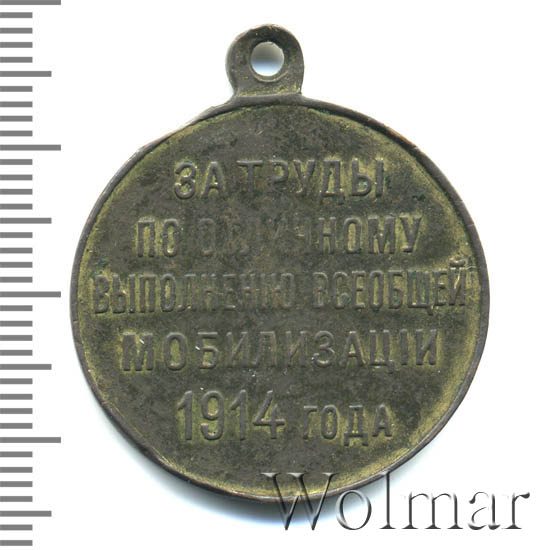 ЗА ТРУДЫ
ПО ОТЛИЧНОМУ
ВЫПОЛНЕНІЮ ВСЕОБЩЕЙ
МОБИЛИЗАЦІИ
1914 ГОДА
Wolmar